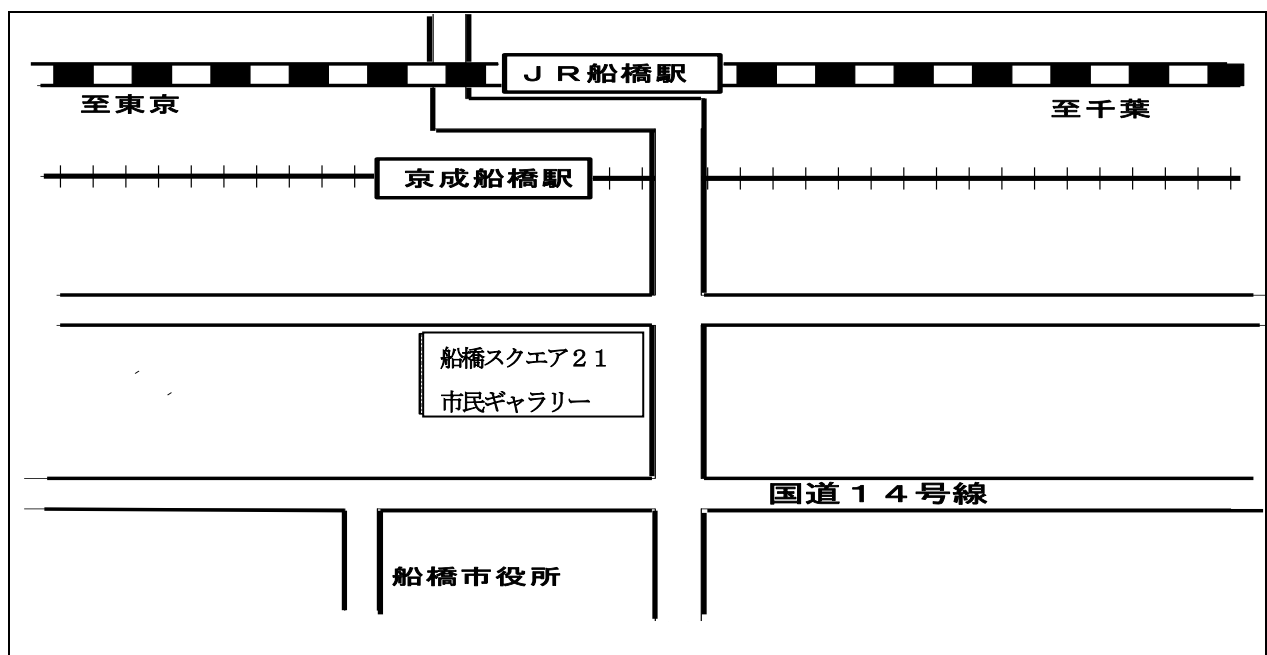 ＪＲ船橋駅
至東京
至千葉
京成船橋駅
船橋スクエア２１
市民ギャラリー
国道１４号線
船橋市役所